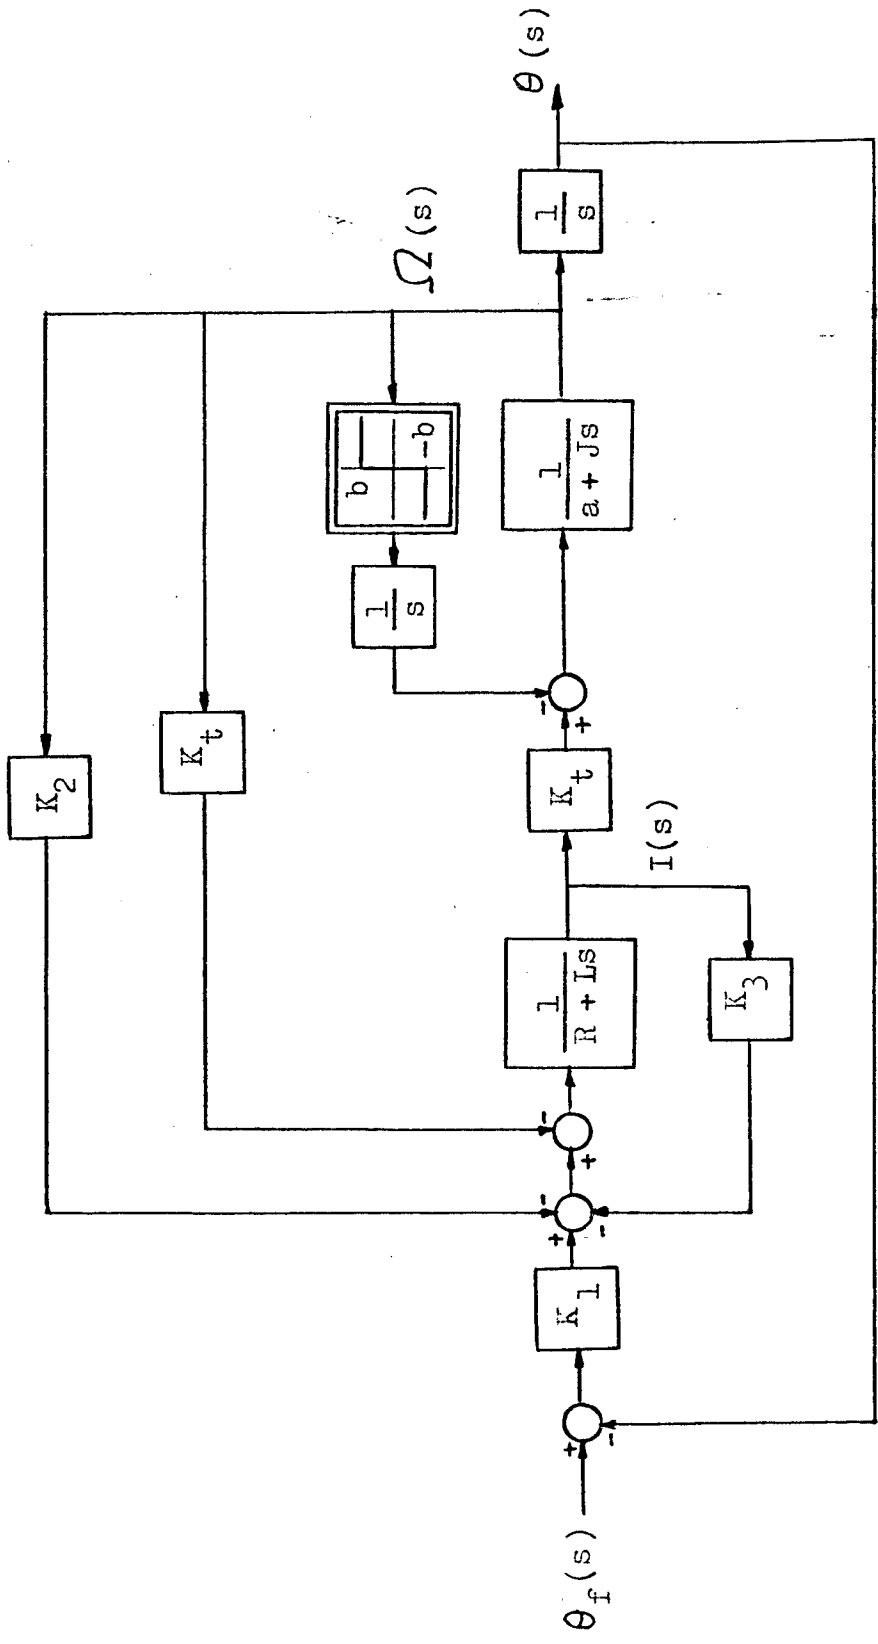 θ_f(s)
K_1
1
R + Ls
I(s)
K_3
K_t
1
a + Js
1
s
b
-b
Ω(s)
1
s
θ(s)
K_t
K_2
+
-
+
-
-
+
-
+
-